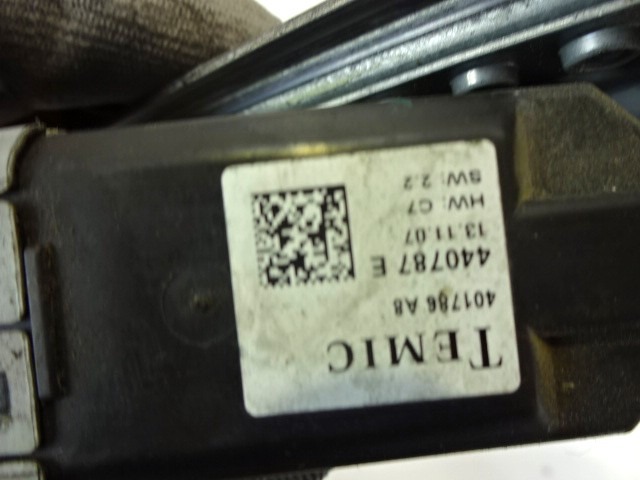 TEMIC
401786 A8
440787 E
13.11.07
HW: C7
SW: 2.2